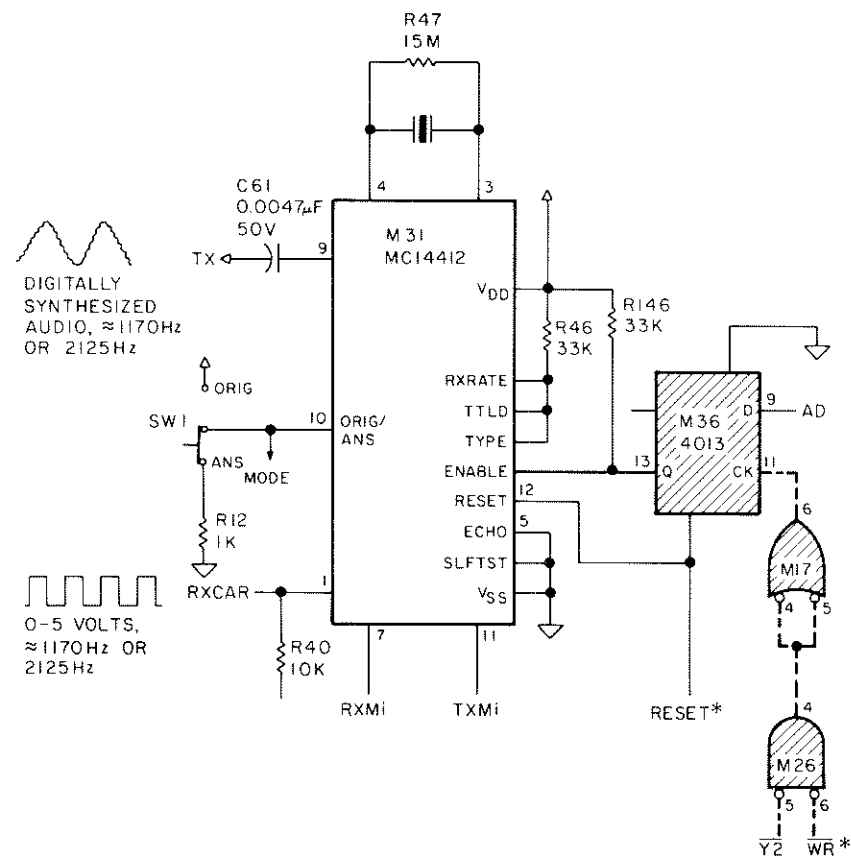 R47
15M
4
3
C61
0.0047µF
50V
TX
9
M31
MC14412
DIGITALLY
SYNTHESIZED
AUDIO, ≈1170Hz
OR 2125Hz
VDD
R46
33K
R146
33K
ORIG
SW1
ANS
10
ORIG/
ANS
MODE
R12
1K
RXRATE
TTLD
TYPE
ENABLE
RESET
12
ECHO
5
SLFTST
VSS
M36
4013
D
9
AD
13
Q
CK
11
RXCAR
1
0-5 VOLTS,
≈1170Hz OR
2125Hz
R40
10K
7
11
RXMi
TXMi
RESET*
6
M17
4
5
4
M26
5
6
Y2
WR*